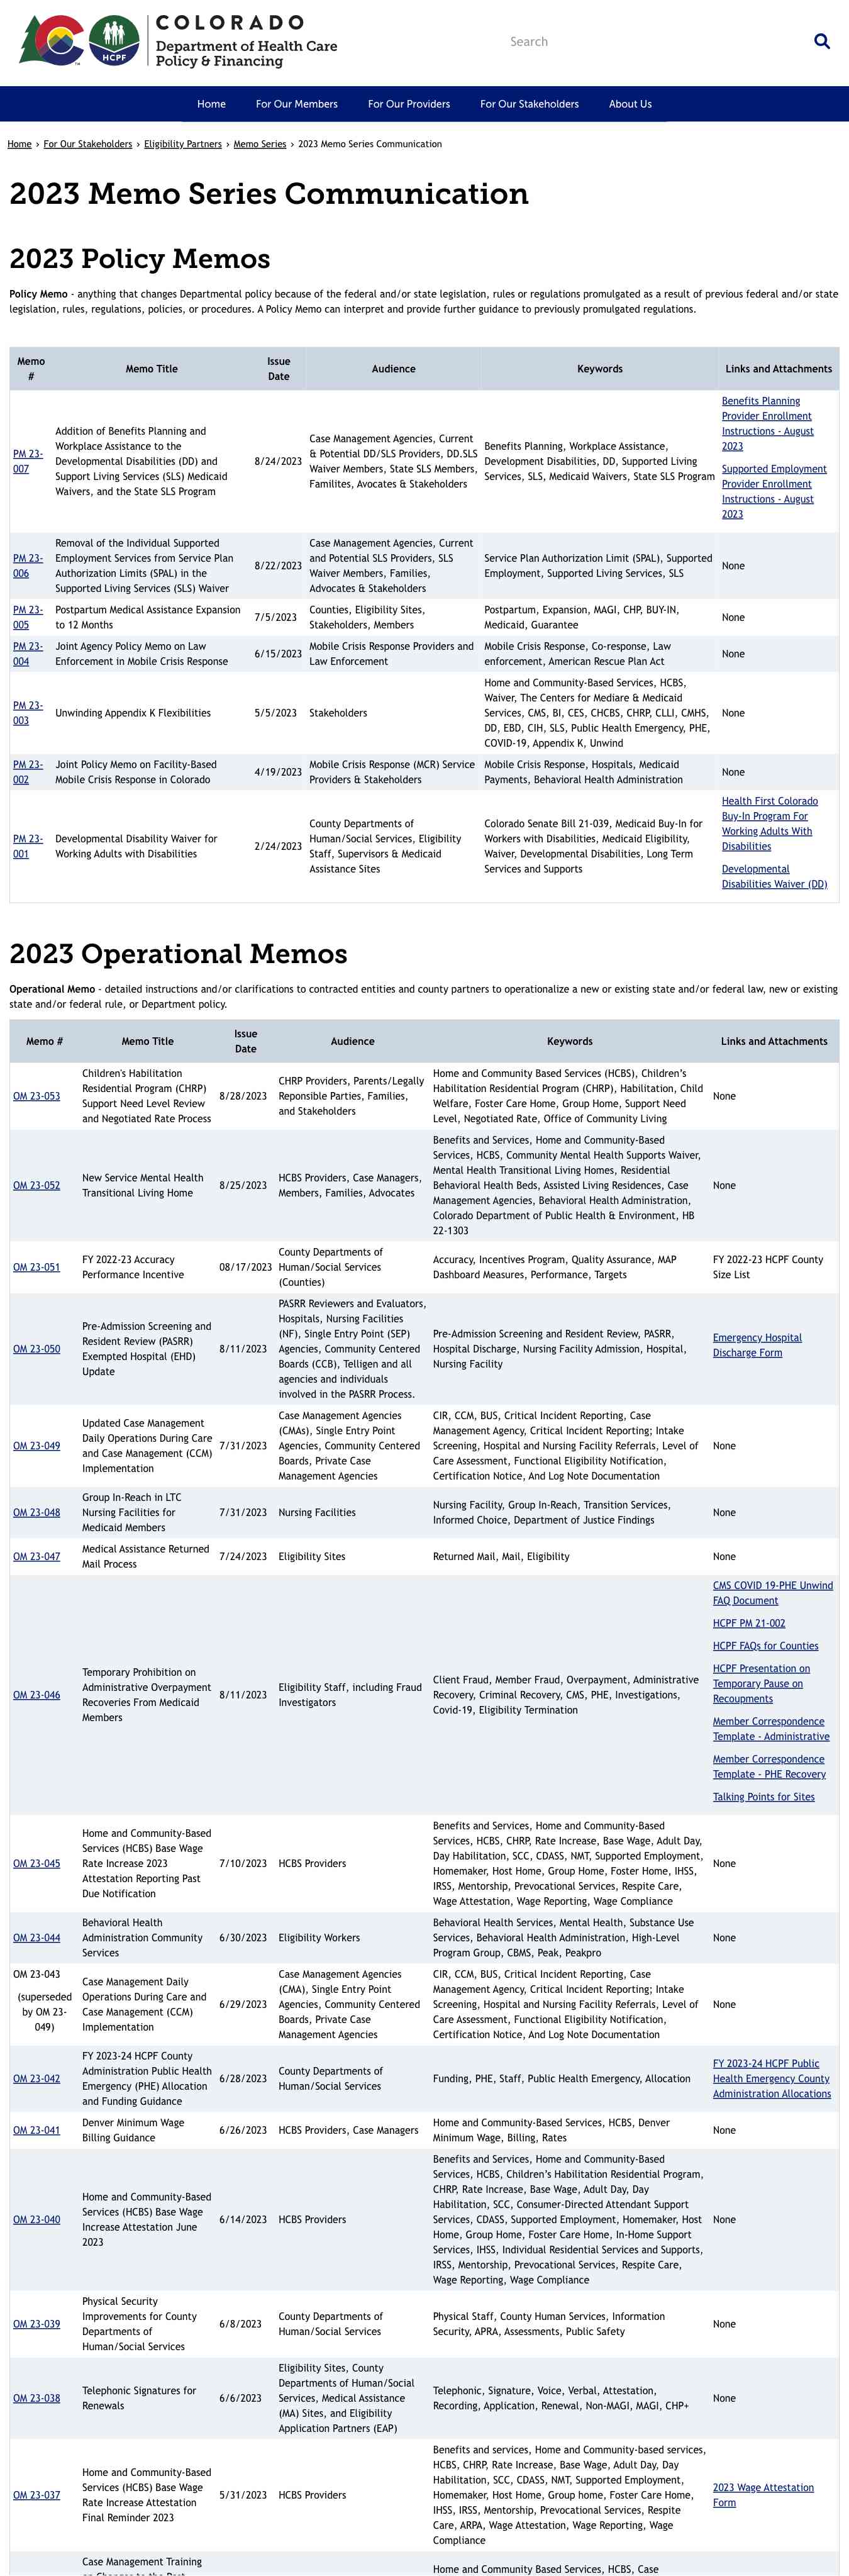 COLORADO
Department of Health Care
Policy & Financing
HCPF
TM
Search
Home For Our Members For Our Providers For Our Stakeholders About Us
Home › For Our Stakeholders › Eligibility Partners › Memo Series › 2023 Memo Series Communication
2023 Memo Series Communication
2023 Policy Memos
Policy Memo - anything that changes Departmental policy because of the federal and/or state legislation, rules or regulations promulgated as a result of previous federal and/or state
legislation, rules, regulations, policies, or procedures. A Policy Memo can interpret and provide further guidance to previously promulgated regulations.
Memo
#
Memo Title
Issue
Date
Audience
Keywords
Links and Attachments
PM 23-
007
Addition of Benefits Planning and
Workplace Assistance to the
Developmental Disabilities (DD) and
Support Living Services (SLS) Medicaid
Waivers, and the State SLS Program
8/24/2023
Case Management Agencies, Current
& Potential DD/SLS Providers, DD.SLS
Waiver Members, State SLS Members,
Familites, Avocates & Stakeholders
Benefits Planning, Workplace Assistance,
Development Disabilities, DD, Supported Living
Services, SLS, Medicaid Waivers, State SLS Program
Benefits Planning
Provider Enrollment
Instructions - August
2023
Supported Employment
Provider Enrollment
Instructions - August
2023
PM 23-
006
Removal of the Individual Supported
Employment Services from Service Plan
Authorization Limits (SPAL) in the
Supported Living Services (SLS) Waiver
8/22/2023
Case Management Agencies, Current
and Potential SLS Providers, SLS
Waiver Members, Families,
Advocates & Stakeholders
Service Plan Authorization Limit (SPAL), Supported
Employment, Supported Living Services, SLS
None
PM 23-
005
Postpartum Medical Assistance Expansion
to 12 Months
7/5/2023
Counties, Eligibility Sites,
Stakeholders, Members
Postpartum, Expansion, MAGI, CHP, BUY-IN,
Medicaid, Guarantee
None
PM 23-
004
Joint Agency Policy Memo on Law
Enforcement in Mobile Crisis Response
6/15/2023
Mobile Crisis Response Providers and
Law Enforcement
Mobile Crisis Response, Co-response, Law
enforcement, American Rescue Plan Act
None
PM 23-
003
Unwinding Appendix K Flexibilities
5/5/2023
Stakeholders
Home and Community-Based Services, HCBS,
Waiver, The Centers for Mediare & Medicaid
Services, CMS, BI, CES, CHCBS, CHRP, CLLI, CMHS,
DD, EBD, CIH, SLS, Public Health Emergency, PHE,
COVID-19, Appendix K, Unwind
None
PM 23-
002
Joint Policy Memo on Facility-Based
Mobile Crisis Response in Colorado
4/19/2023
Mobile Crisis Response (MCR) Service
Providers & Stakeholders
Mobile Crisis Response, Hospitals, Medicaid
Payments, Behavioral Health Administration
None
PM 23-
001
Developmental Disability Waiver for
Working Adults with Disabilities
2/24/2023
County Departments of
Human/Social Services, Eligibility
Staff, Supervisors & Medicaid
Assistance Sites
Colorado Senate Bill 21-039, Medicaid Buy-In for
Workers with Disabilities, Medicaid Eligibility,
Waiver, Developmental Disabilities, Long Term
Services and Supports
Health First Colorado
Buy-In Program For
Working Adults With
Disabilities
Developmental
Disabilities Waiver (DD)
2023 Operational Memos
Operational Memo - detailed instructions and/or clarifications to contracted entities and county partners to operationalize a new or existing state and/or federal law, new or existing
state and/or federal rule, or Department policy.
Memo #
Memo Title
Issue
Date
Audience
Keywords
Links and Attachments
OM 23-053
Children's Habilitation
Residential Program (CHRP)
Support Need Level Review
and Negotiated Rate Process
8/28/2023
CHRP Providers, Parents/Legally
Reponsible Parties, Families,
and Stakeholders
Home and Community Based Services (HCBS), Children’s
Habilitation Residential Program (CHRP), Habilitation, Child
Welfare, Foster Care Home, Group Home, Support Need
Level, Negotiated Rate, Office of Community Living
None
OM 23-052
New Service Mental Health
Transitional Living Home
8/25/2023
HCBS Providers, Case Managers,
Members, Families, Advocates
Benefits and Services, Home and Community-Based
Services, HCBS, Community Mental Health Supports Waiver,
Mental Health Transitional Living Homes, Residential
Behavioral Health Beds, Assisted Living Residences, Case
Management Agencies, Behavioral Health Administration,
Colorado Department of Public Health & Environment, HB
22-1303
None
OM 23-051
FY 2022-23 Accuracy
Performance Incentive
08/17/2023
County Departments of
Human/Social Services
(Counties)
Accuracy, Incentives Program, Quality Assurance, MAP
Dashboard Measures, Performance, Targets
FY 2022-23 HCPF County
Size List
OM 23-050
Pre-Admission Screening and
Resident Review (PASRR)
Exempted Hospital (EHD)
Update
8/11/2023
PASRR Reviewers and Evaluators,
Hospitals, Nursing Facilities
(NF), Single Entry Point (SEP)
Agencies, Community Centered
Boards (CCB), Telligen and all
agencies and individuals
involved in the PASRR Process.
Pre-Admission Screening and Resident Review, PASRR,
Hospital Discharge, Nursing Facility Admission, Hospital,
Nursing Facility
Emergency Hospital
Discharge Form
OM 23-049
Updated Case Management
Daily Operations During Care
and Case Management (CCM)
Implementation
7/31/2023
Case Management Agencies
(CMAs), Single Entry Point
Agencies, Community Centered
Boards, Private Case
Management Agencies
CIR, CCM, BUS, Critical Incident Reporting, Case
Management Agency, Critical Incident Reporting; Intake
Screening, Hospital and Nursing Facility Referrals, Level of
Care Assessment, Functional Eligibility Notification,
Certification Notice, And Log Note Documentation
None
OM 23-048
Group In-Reach in LTC
Nursing Facilities for
Medicaid Members
7/31/2023
Nursing Facilities
Nursing Facility, Group In-Reach, Transition Services,
Informed Choice, Department of Justice Findings
None
OM 23-047
Medical Assistance Returned
Mail Process
7/24/2023
Eligibility Sites
Returned Mail, Mail, Eligibility
None
OM 23-046
Temporary Prohibition on
Administrative Overpayment
Recoveries From Medicaid
Members
8/11/2023
Eligibility Staff, including Fraud
Investigators
Client Fraud, Member Fraud, Overpayment, Administrative
Recovery, Criminal Recovery, CMS, PHE, Investigations,
Covid-19, Eligibility Termination
CMS COVID 19-PHE Unwind
FAQ Document
HCPF PM 21-002
HCPF FAQs for Counties
HCPF Presentation on
Temporary Pause on
Recoupments
Member Correspondence
Template - Administrative
Member Correspondence
Template - PHE Recovery
Talking Points for Sites
OM 23-045
Home and Community-Based
Services (HCBS) Base Wage
Rate Increase 2023
Attestation Reporting Past
Due Notification
7/10/2023
HCBS Providers
Benefits and Services, Home and Community-Based
Services, HCBS, CHRP, Rate Increase, Base Wage, Adult Day,
Day Habilitation, SCC, CDASS, NMT, Supported Employment,
Homemaker, Host Home, Group Home, Foster Home, IHSS,
IRSS, Mentorship, Prevocational Services, Respite Care,
Wage Attestation, Wage Reporting, Wage Compliance
None
OM 23-044
Behavioral Health
Administration Community
Services
6/30/2023
Eligibility Workers
Behavioral Health Services, Mental Health, Substance Use
Services, Behavioral Health Administration, High-Level
Program Group, CBMS, Peak, Peakpro
None
OM 23-043
(superseded
by OM 23-
049)
Case Management Daily
Operations During Care and
Case Management (CCM)
Implementation
6/29/2023
Case Management Agencies
(CMA), Single Entry Point
Agencies, Community Centered
Boards, Private Case
Management Agencies
CIR, CCM, BUS, Critical Incident Reporting, Case
Management Agency, Critical Incident Reporting; Intake
Screening, Hospital and Nursing Facility Referrals, Level of
Care Assessment, Functional Eligibility Notification,
Certification Notice, And Log Note Documentation
None
OM 23-042
FY 2023-24 HCPF County
Administration Public Health
Emergency (PHE) Allocation
and Funding Guidance
6/28/2023
County Departments of
Human/Social Services
Funding, PHE, Staff, Public Health Emergency, Allocation
FY 2023-24 HCPF Public
Health Emergency County
Administration Allocations
OM 23-041
Denver Minimum Wage
Billing Guidance
6/26/2023
HCBS Providers, Case Managers
Home and Community-Based Services, HCBS, Denver
Minimum Wage, Billing, Rates
None
OM 23-040
Home and Community-Based
Services (HCBS) Base Wage
Increase Attestation June
2023
6/14/2023
HCBS Providers
Benefits and Services, Home and Community-Based
Services, HCBS, Children’s Habilitation Residential Program,
CHRP, Rate Increase, Base Wage, Adult Day, Day
Habilitation, SCC, Consumer-Directed Attendant Support
Services, CDASS, Supported Employment, Homemaker, Host
Home, Group Home, Foster Care Home, In-Home Support
Services, IHSS, Individual Residential Services and Supports,
IRSS, Mentorship, Prevocational Services, Respite Care,
Wage Reporting, Wage Compliance
None
OM 23-039
Physical Security
Improvements for County
Departments of
Human/Social Services
6/8/2023
County Departments of
Human/Social Services
Physical Staff, County Human Services, Information
Security, APRA, Assessments, Public Safety
None
OM 23-038
Telephonic Signatures for
Renewals
6/6/2023
Eligibility Sites, County
Departments of Human/Social
Services, Medical Assistance
(MA) Sites, and Eligibility
Application Partners (EAP)
Telephonic, Signature, Voice, Verbal, Attestation,
Recording, Application, Renewal, Non-MAGI, MAGI, CHP+
None
OM 23-037
Home and Community-Based
Services (HCBS) Base Wage
Rate Increase Attestation
Final Reminder 2023
5/31/2023
HCBS Providers
Benefits and services, Home and Community-based services,
HCBS, CHRP, Rate Increase, Base Wage, Adult Day, Day
Habilitation, SCC, CDASS, NMT, Supported Employment,
Homemaker, Host Home, Group home, Foster Care Home,
IHSS, IRSS, Mentorship, Prevocational Services, Respite
Care, ARPA, Wage Attestation, Wage Reporting, Wage
Compliance
2023 Wage Attestation
Form
Case Management Training
Home and Community Based Services, HCBS, Case